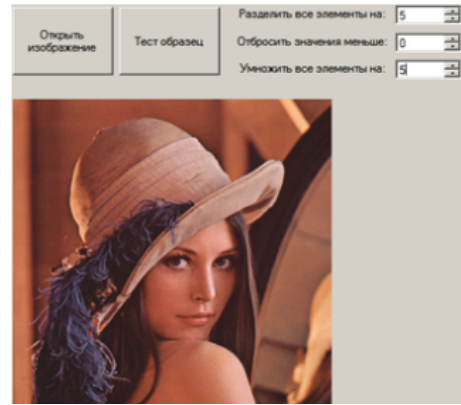 Открыть
изображение
Тест образец
Разделить все элементы на: 5
Отбросить значения меньше: 0
Умножить все элементы на: 5